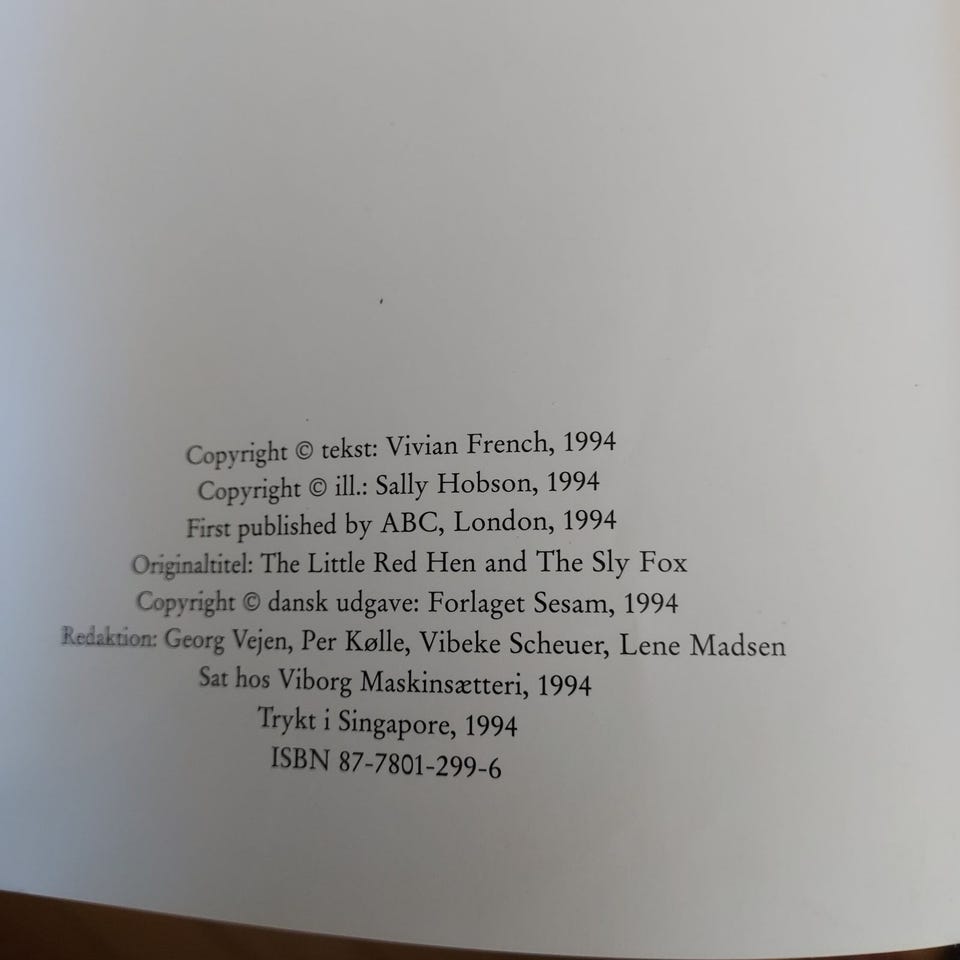 Copyright © tekst: Vivian French, 1994
Copyright © ill.: Sally Hobson, 1994
First published by ABC, London, 1994
Originaltitel: The Little Red Hen and The Sly Fox
Copyright © dansk udgave: Forlaget Sesam, 1994
Redaktion: Georg Vejen, Per Kølle, Vibeke Scheuer, Lene Madsen
Sat hos Viborg Maskinsætteri, 1994
Trykt i Singapore, 1994
ISBN 87-7801-299-6